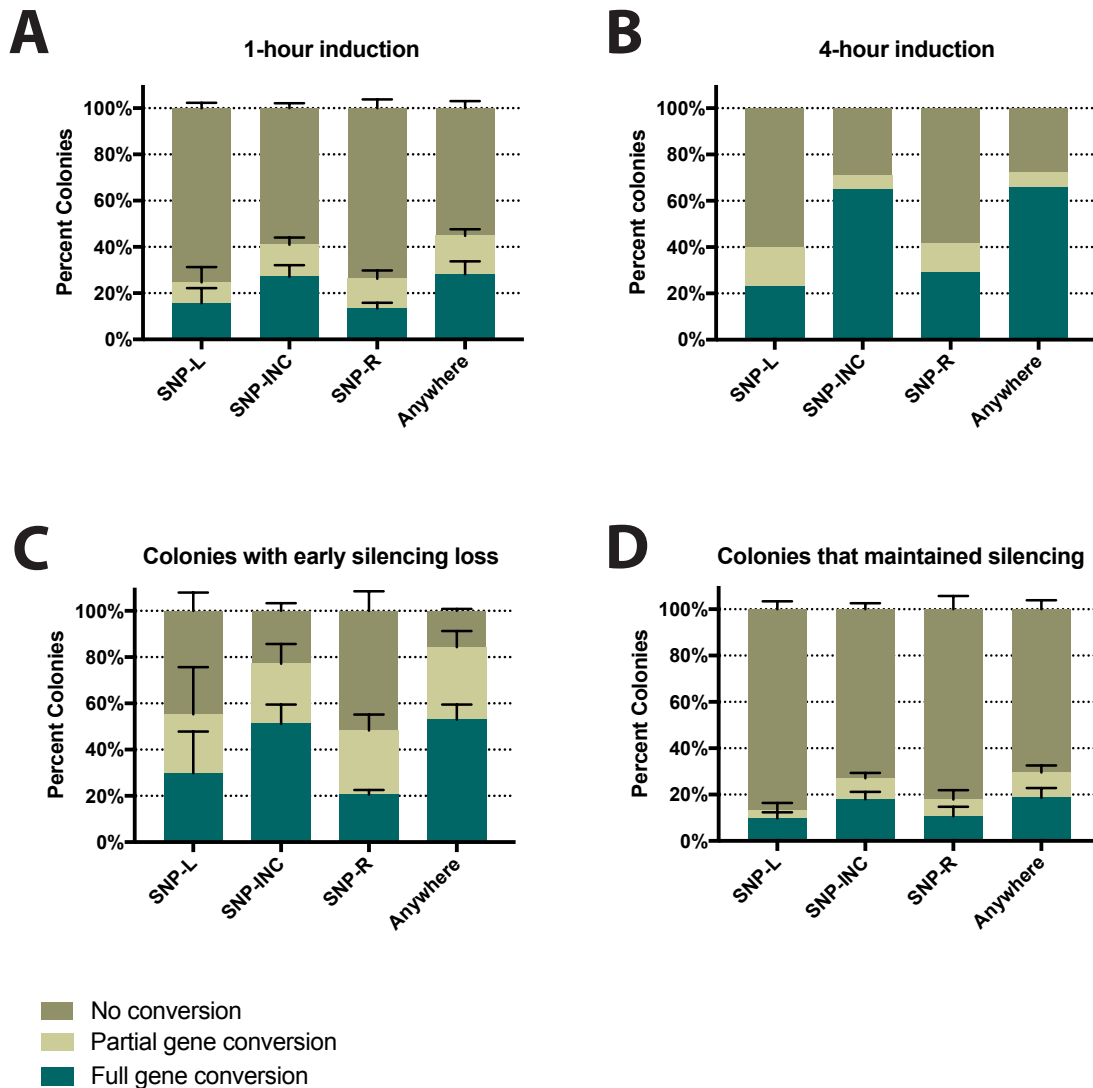 A
1-hour induction
Percent Colonies
100%
80%
60%
40%
20%
0%
SNP-L
SNP-INC
SNP-R
Anywhere
B
4-hour induction
Percent colonies
100%
80%
60%
40%
20%
0%
SNP-L
SNP-INC
SNP-R
Anywhere
C
Colonies with early silencing loss
Percent Colonies
100%
80%
60%
40%
20%
0%
SNP-L
SNP-INC
SNP-R
Anywhere
D
Colonies that maintained silencing
Percent Colonies
100%
80%
60%
40%
20%
0%
SNP-L
SNP-INC
SNP-R
Anywhere
No conversion
Partial gene conversion
Full gene conversion